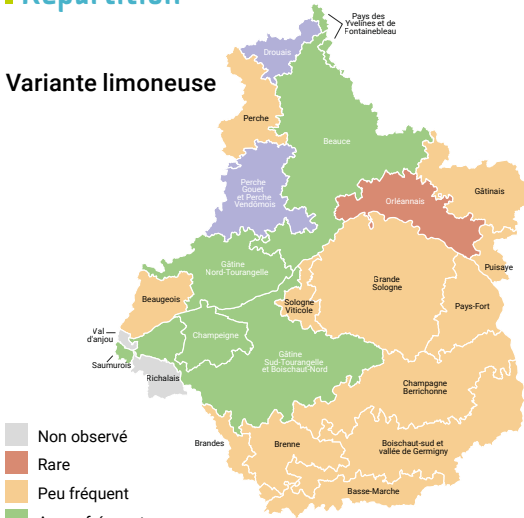 Répartition
Pays des
Yvelines et de
Fontainebleau
Drouais
Variante limoneuse
Perche
Beauce
Perche
Gouet
et Perche
Vendômois
Gâtinais
Orléannais
Gâtine
Nord-Tourangelle
Puisaye
Grande
Sologne
Beaugeois
Sologne
Viticole
Pays-Fort
Val
d'anjou
Champeigne
Saumurois
Gâtine
Sud-Tourangelle
et Boischaut-Nord
Richalais
Champagne
Berrichonne
Non observé
Brandes
Brenne
Boischaut-sud et
vallée de Germigny
Rare
Peu fréquent
Basse-Marche